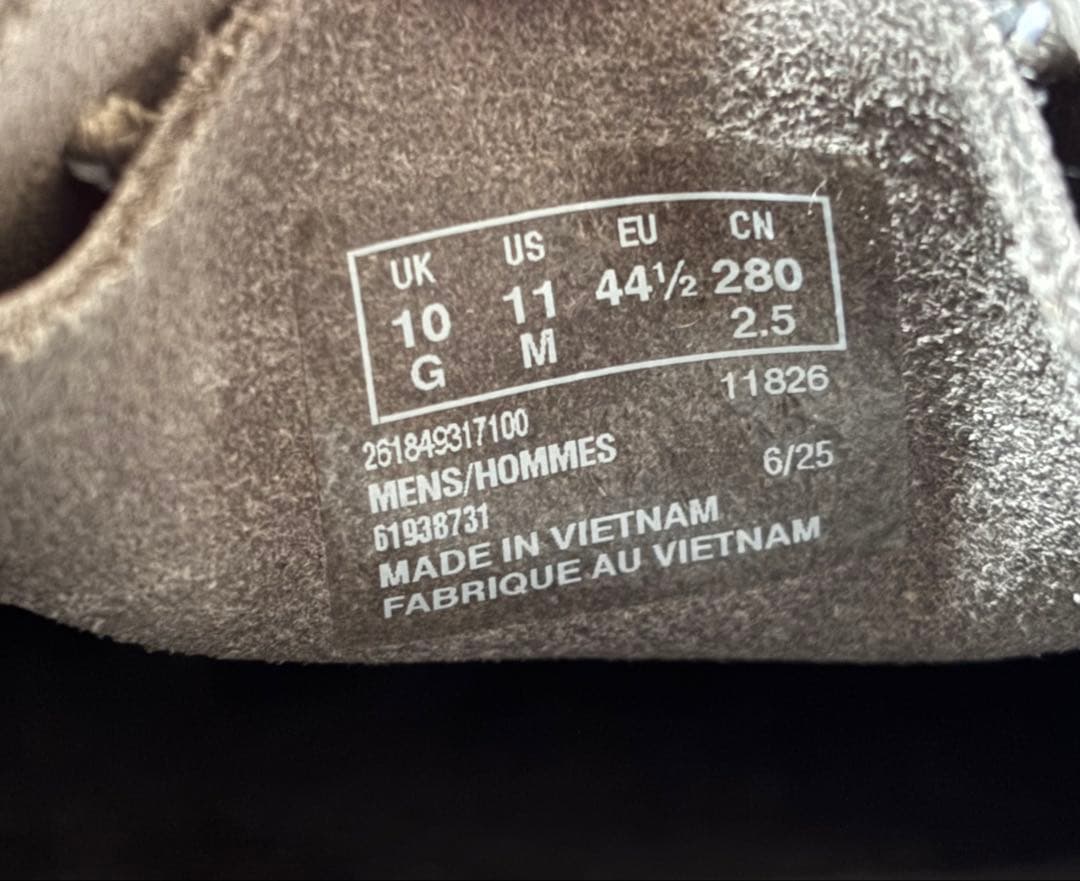 UK US EU CN
10 11 44½ 280
G M 2.5
261849317100 11826
MENS/HOMMES 6/25
61938731
MADE IN VIETNAM
FABRIQUE AU VIETNAM